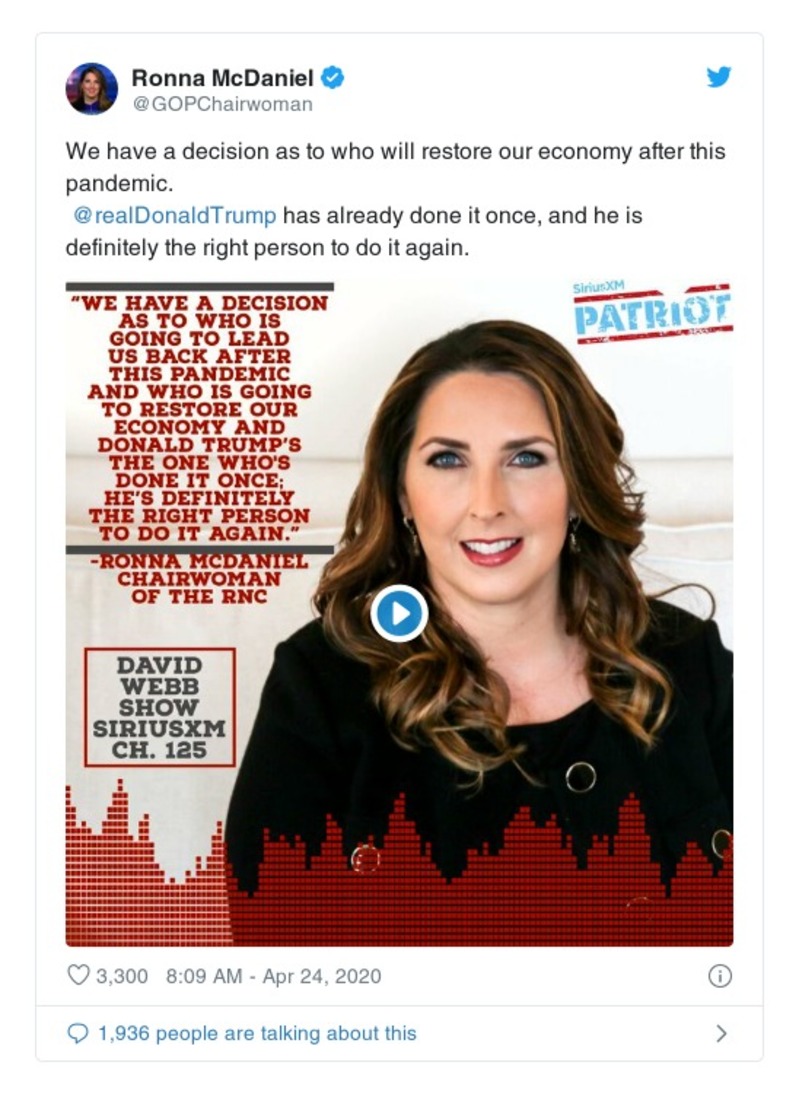 Ronna McDaniel
@GOPChairwoman
We have a decision as to who will restore our economy after this
pandemic.
@realDonaldTrump has already done it once, and he is
definitely the right person to do it again.
"WE HAVE A DECISION
AS TO WHO IS
GOING TO LEAD
US BACK AFTER
THIS PANDEMIC
AND WHO IS GOING
TO RESTORE OUR
ECONOMY AND
DONALD TRUMP'S
THE ONE WHO'S
DONE IT ONCE;
HE'S DEFINITELY
THE RIGHT PERSON
TO DO IT AGAIN."
-RONNA MCDANIEL
CHAIRWOMAN
OF THE RNC
SiriusXM
PATRIOT
DAVID
WEBB
SHOW
SIRIUSXM
CH. 125
3,300 8:09 AM - Apr 24, 2020
1,936 people are talking about this